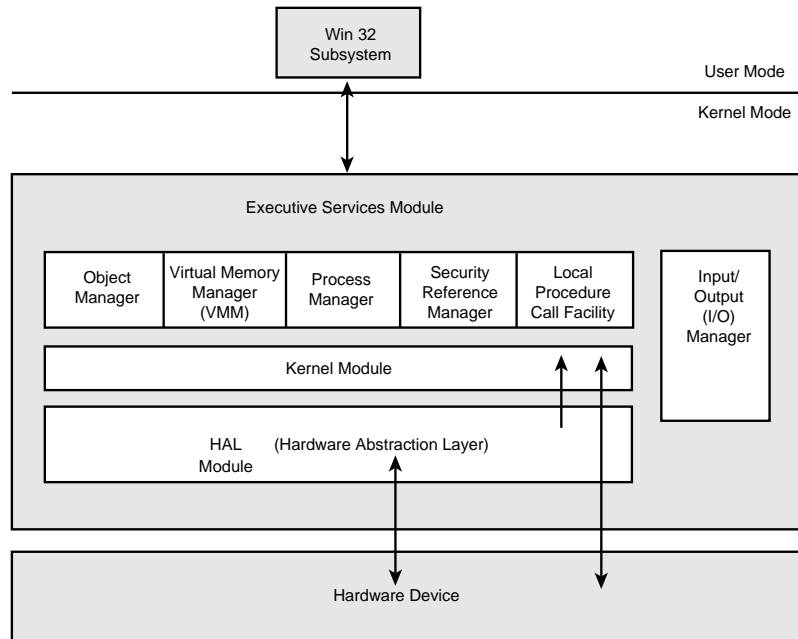 Win 32
Subsystem
User Mode
Kernel Mode
Executive Services Module
Object
Manager
Virtual Memory
Manager
(VMM)
Process
Manager
Security
Reference
Manager
Local
Procedure
Call Facility
Input/
Output
(I/O)
Manager
Kernel Module
HAL (Hardware Abstraction Layer)
Module
Hardware Device